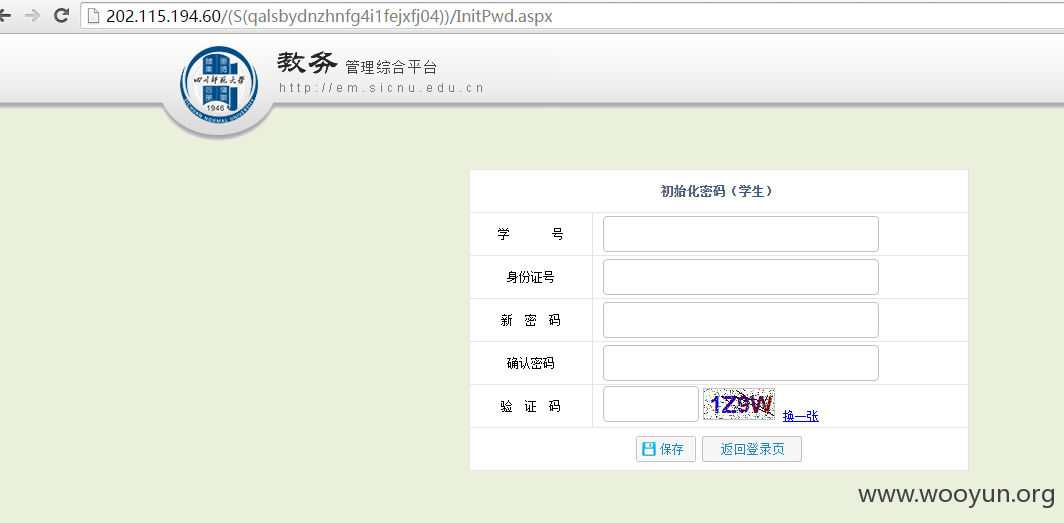 202.115.194.60/(S(qalsbydnzhnfg4i1fejxfj04))/InitPwd.aspx
教务 管理综合平台
http://em.sicnu.edu.cn
四川师范大学
1946
SICHUAN NORMAL UNIVERSITY
初始化密码（学生）
学 号
身份证号
新 密 码
确认密码
验 证 码 1Z9W 换一张
保存 返回登录页
www.wooyun.org